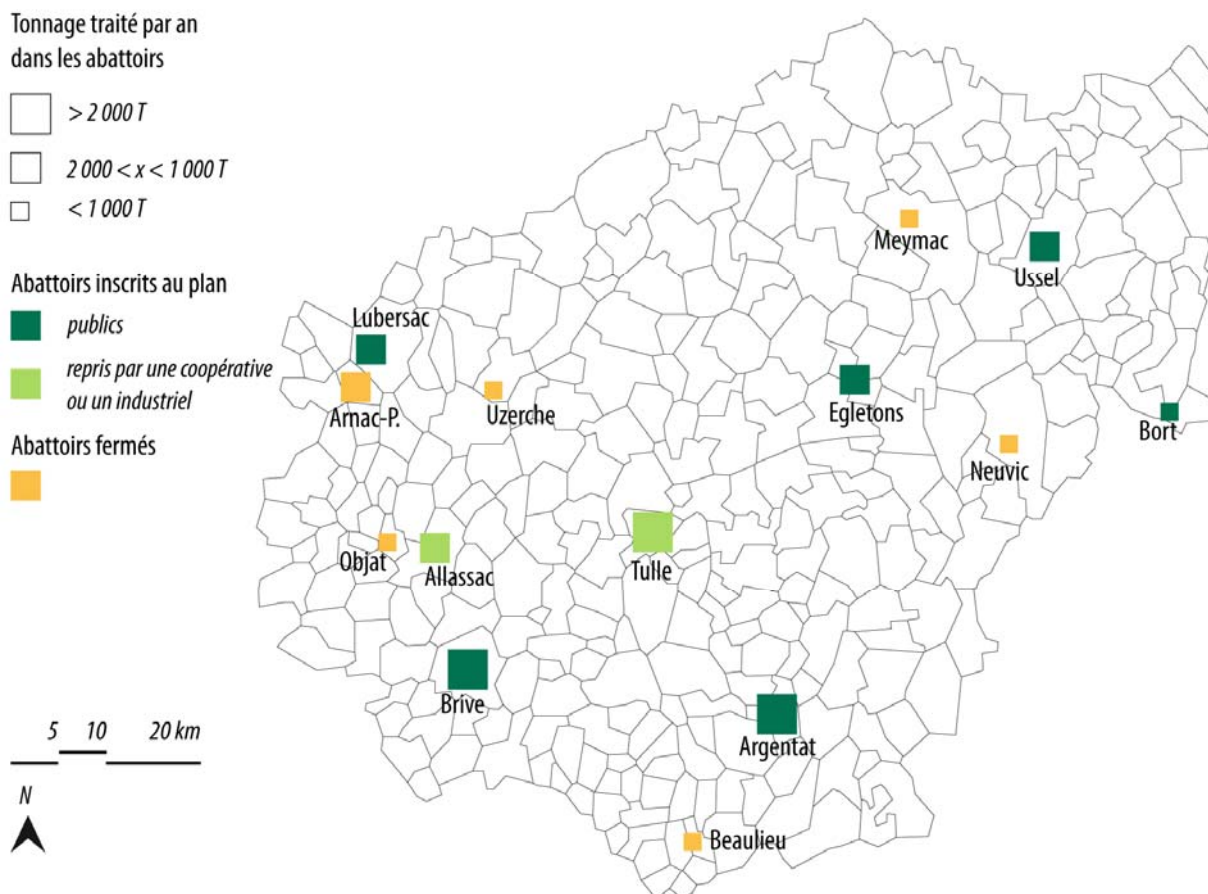 Tonnage traité par an
dans les abattoirs
> 2 000 T
2 000 < x < 1 000 T
< 1 000 T
Abattoirs inscrits au plan
publics
repris par une coopérative
ou un industriel
Abattoirs fermés
5 10 20 km
N
Meymac
Ussel
Lubersac
Arnac-P.
Uzerche
Egletons
Bort
Neuvic
Objat
Allassac
Tulle
Brive
Argentat
Beaulieu